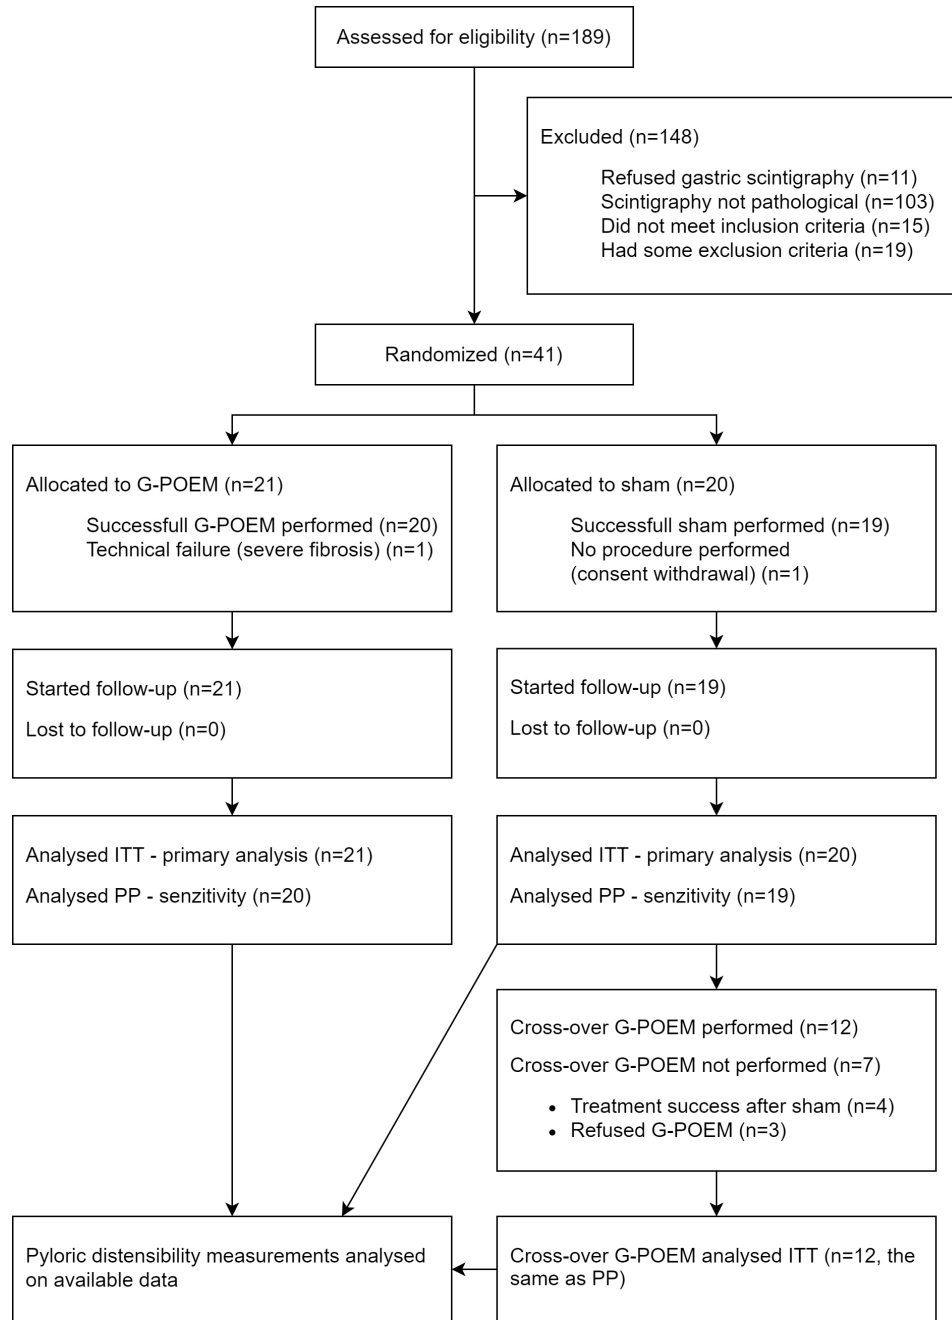 Assessed for eligibility (n=189)
Excluded (n=148)
Refused gastric scintigraphy (n=11)
Scintigraphy not pathological (n=103)
Did not meet inclusion criteria (n=15)
Had some exclusion criteria (n=19)
Randomized (n=41)
Allocated to G-POEM (n=21)
Successfull G-POEM performed (n=20)
Technical failure (severe fibrosis) (n=1)
Allocated to sham (n=20)
Successfull sham performed (n=19)
No procedure performed
(consent withdrawal) (n=1)
Started follow-up (n=21)
Lost to follow-up (n=0)
Started follow-up (n=19)
Lost to follow-up (n=0)
Analysed ITT - primary analysis (n=21)
Analysed PP - senzitivity (n=20)
Analysed ITT - primary analysis (n=20)
Analysed PP - senzitivity (n=19)
Cross-over G-POEM performed (n=12)
Cross-over G-POEM not performed (n=7)
• Treatment success after sham (n=4)
• Refused G-POEM (n=3)
Pyloric distensibility measurements analysed
on available data
Cross-over G-POEM analysed ITT (n=12, the
same as PP)